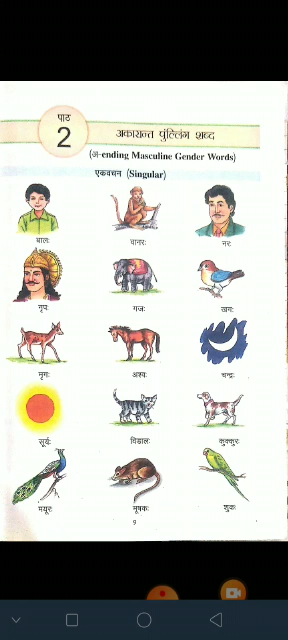 पाठ
2
अकारान्त पुंल्लिंग शब्द
(अ-ending Masculine Gender Words)
एकवचन (Singular)
बालः वानरः नरः
नृपः गजः खगः
मृगः अश्वः चन्द्रः
सूर्यः विडालः कुक्कुरः
मयूरः मूषकः शुकः
9